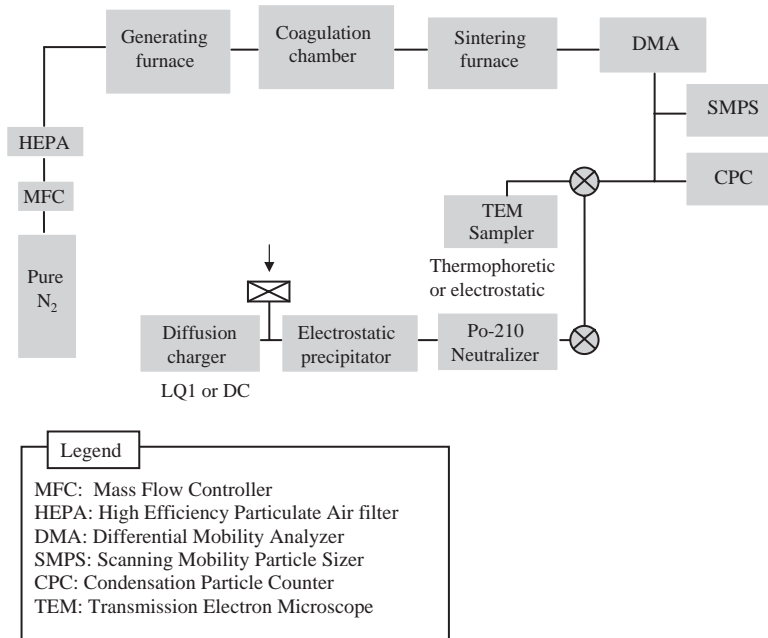 Generating
furnace
Coagulation
chamber
Sintering
furnace
DMA
SMPS
CPC
HEPA
MFC
Pure
N₂
TEM
Sampler
Thermophoretic
or electrostatic
Diffusion
charger
LQ1 or DC
Electrostatic
precipitator
Po-210
Neutralizer
Legend
MFC: Mass Flow Controller
HEPA: High Efficiency Particulate Air filter
DMA: Differential Mobility Analyzer
SMPS: Scanning Mobility Particle Sizer
CPC: Condensation Particle Counter
TEM: Transmission Electron Microscope